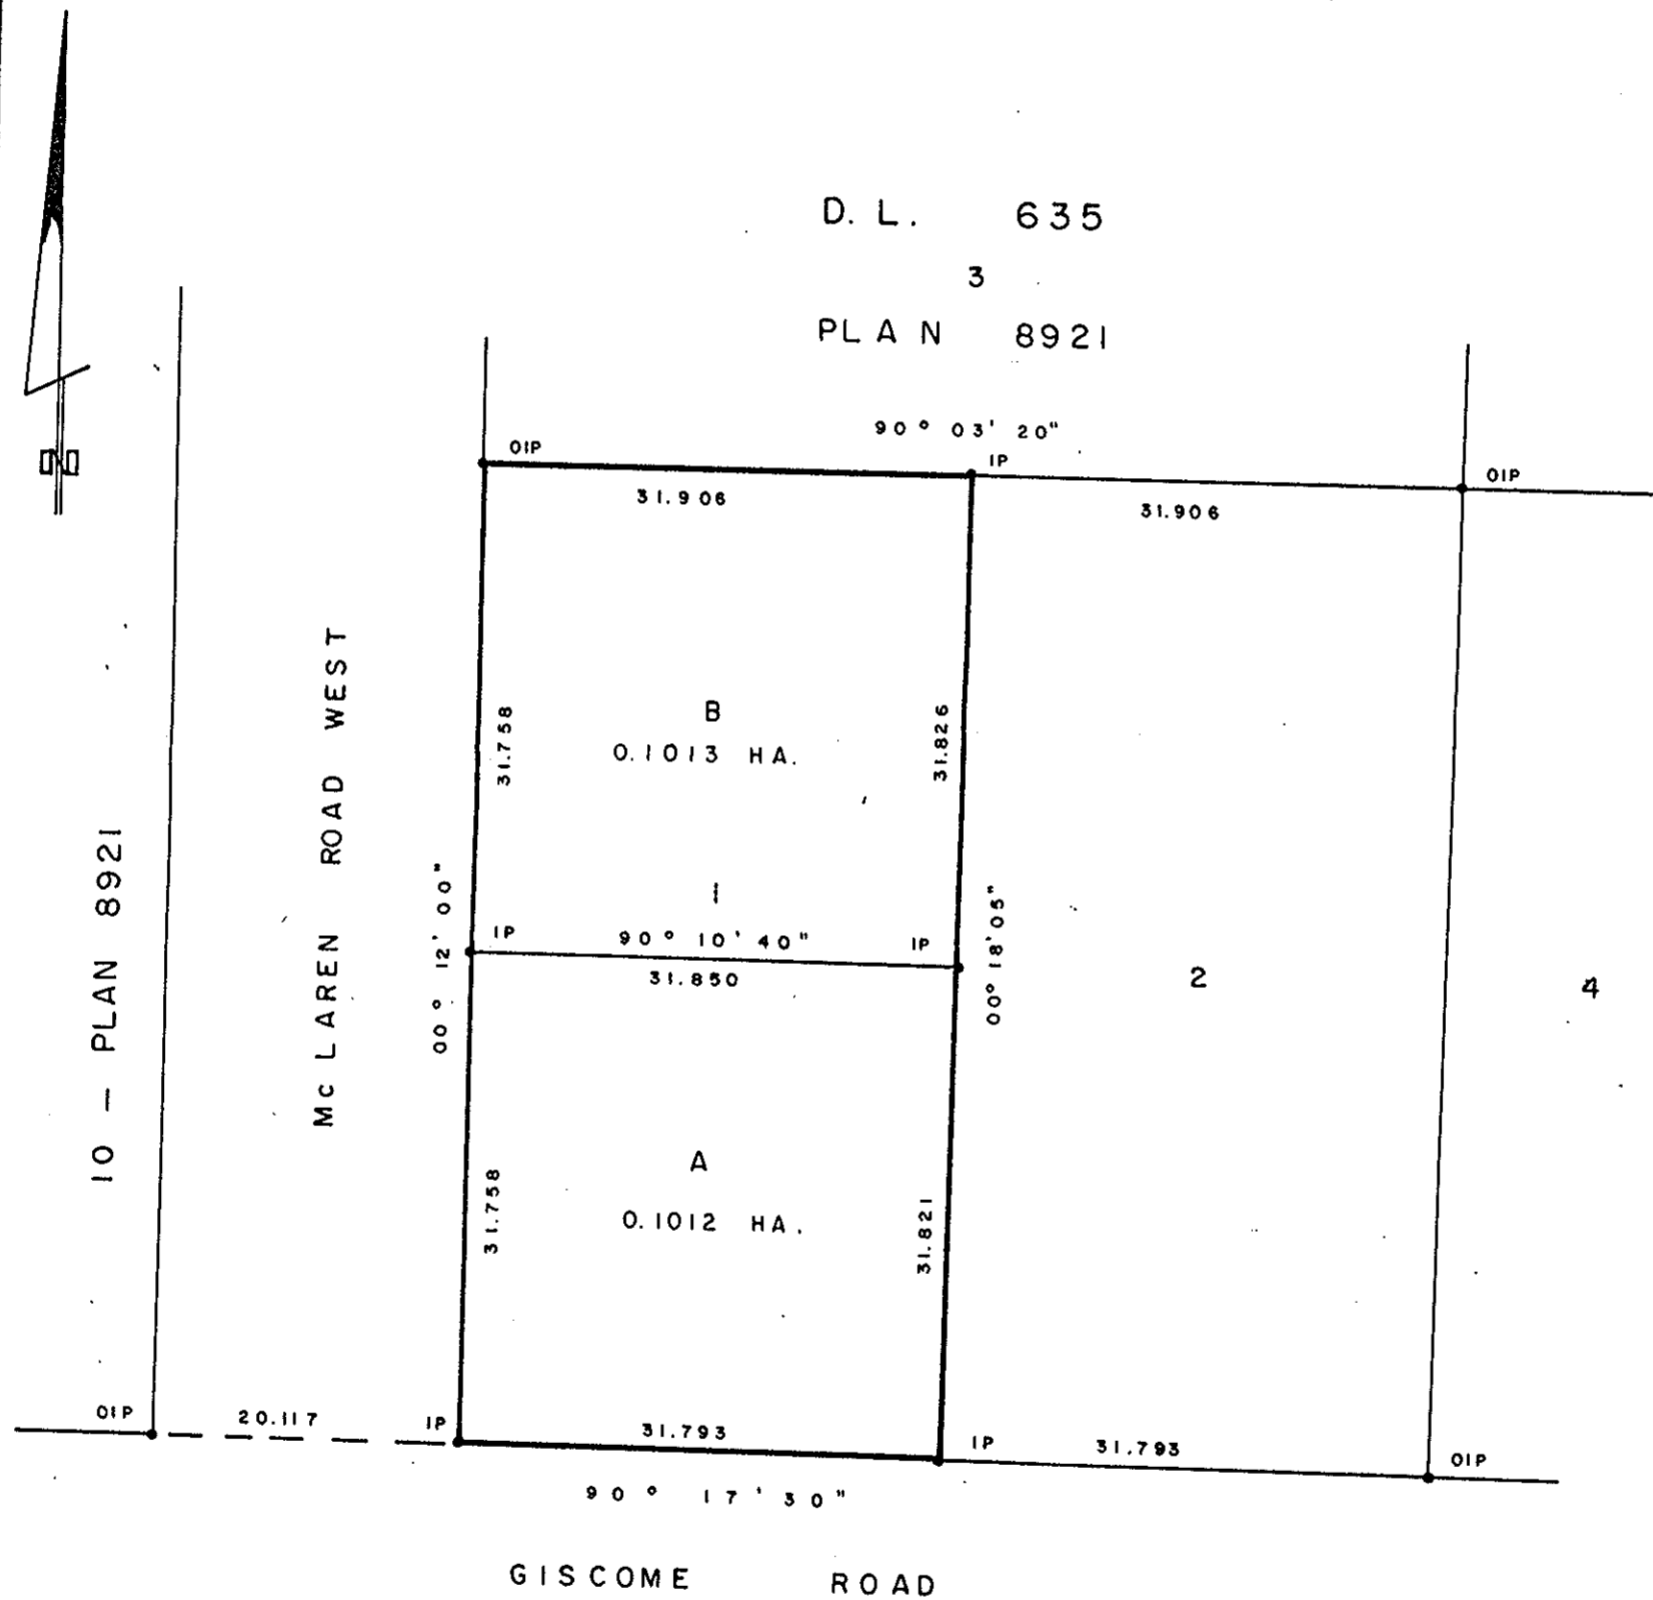 D. L. 635
3
PLAN 8921
N
90° 03' 20"
OIP
IP
OIP
31.906
31.906
McLAREN ROAD WEST
10 - PLAN 8921
B
0.1013 HA.
31.758
31.826
1
00° 12' 00"
IP
90° 10' 40"
IP
31.850
00° 18' 05"
2
4
A
0.1012 HA.
31.758
31.821
OIP
20.117
IP
31.793
IP
31.793
OIP
90° 17' 30"
GISCOME ROAD